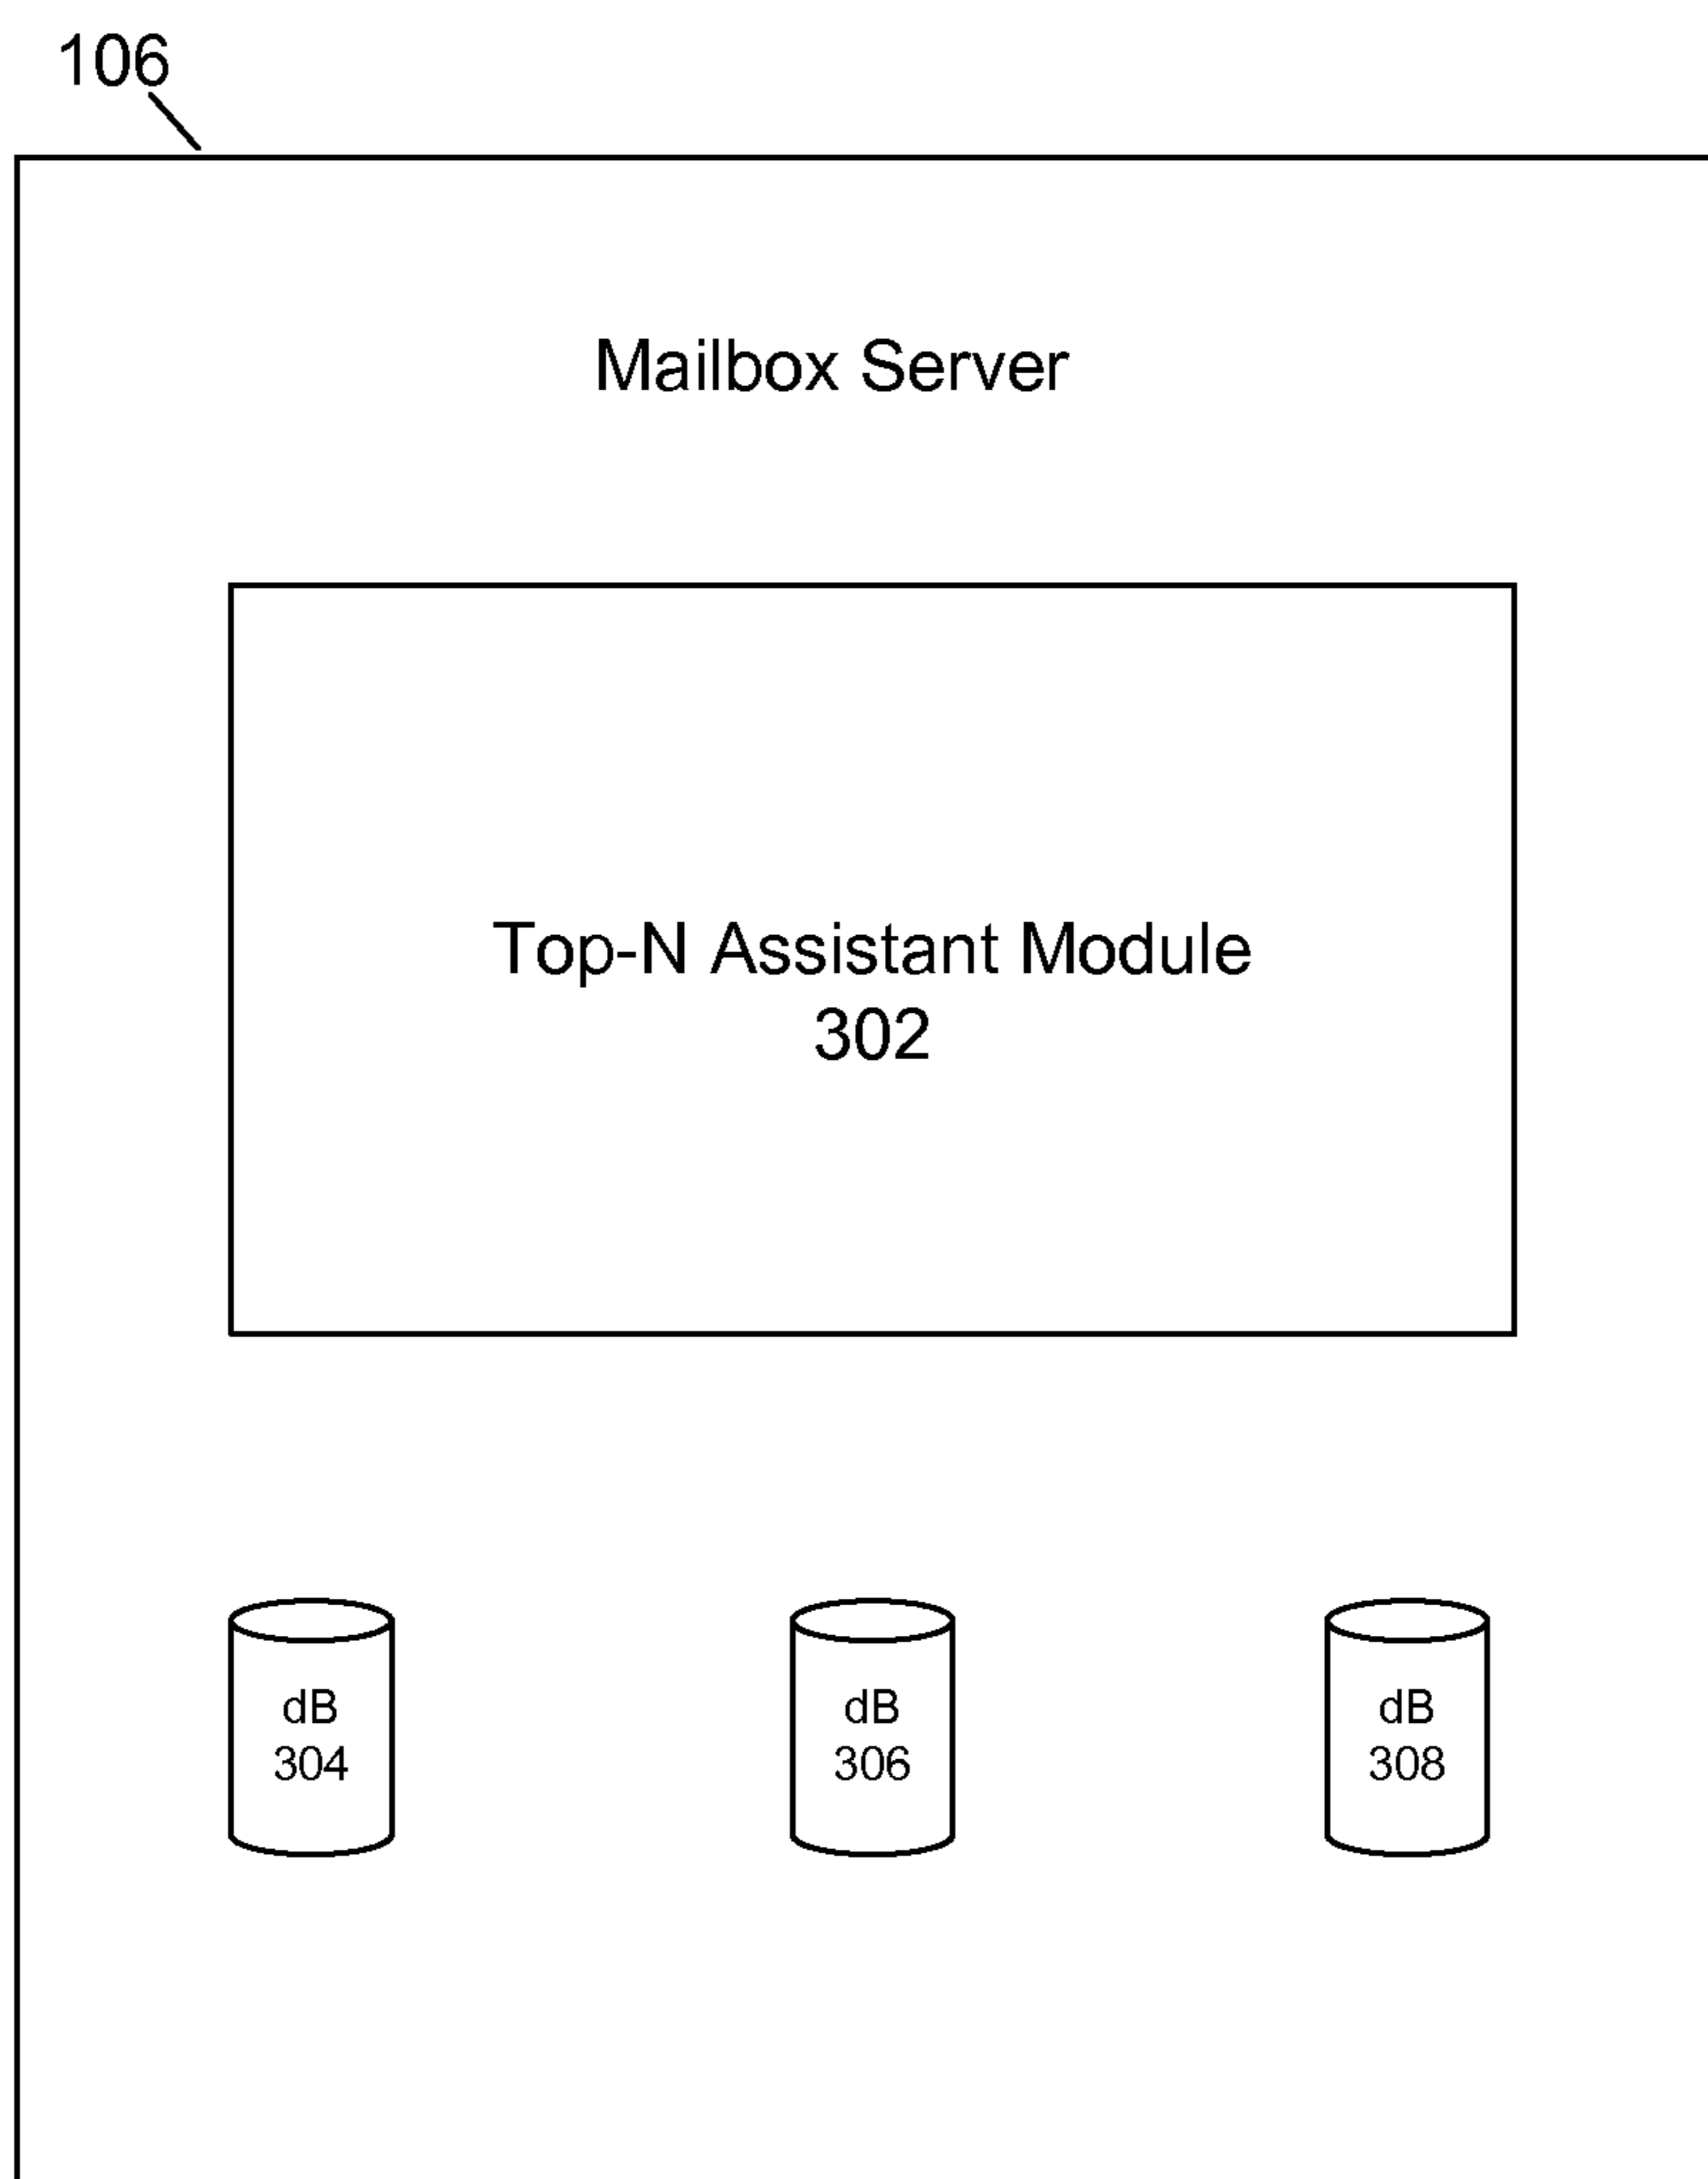 106
Mailbox Server
Top-N Assistant Module
302
dB
304
dB
306
dB
308